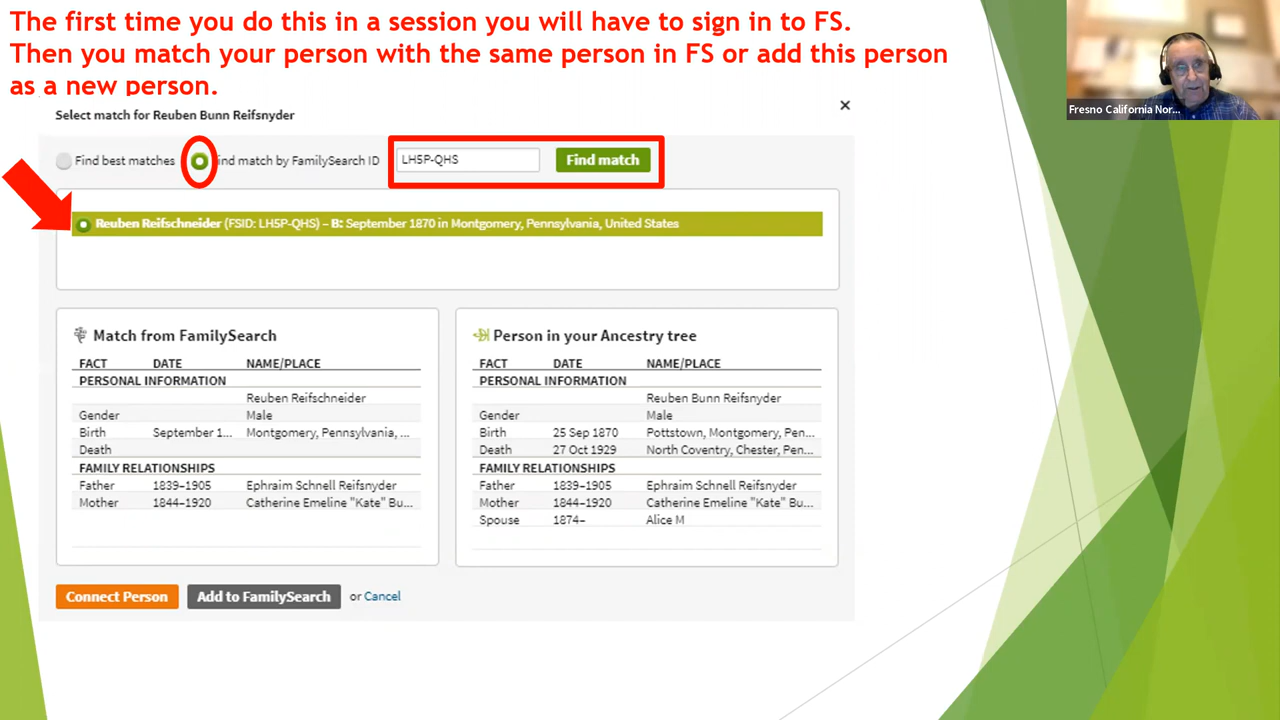 The first time you do this in a session you will have to sign in to FS.
Then you match your person with the same person in FS or add this person
as a new person.
Fresno California Nor...
Select match for Reuben Bunn Reifsnyder
Find best matches
ind match by FamilySearch ID
LH5P-QHS
Find match
Reuben Reifschneider (FSID: LH5P-QHS) – B: September 1870 in Montgomery, Pennsylvania, United States
Match from FamilySearch
FACT DATE NAME/PLACE
PERSONAL INFORMATION
Reuben Reifschneider
Gender Male
Birth September 1... Montgomery, Pennsylvania, ...
Death
FAMILY RELATIONSHIPS
Father 1839–1905 Ephraim Schnell Reifsnyder
Mother 1844–1920 Catherine Emeline "Kate" Bu...
Person in your Ancestry tree
FACT DATE NAME/PLACE
PERSONAL INFORMATION
Reuben Bunn Reifsnyder
Gender Male
Birth 25 Sep 1870 Pottstown, Montgomery, Pen...
Death 27 Oct 1929 North Coventry, Chester, Pen...
FAMILY RELATIONSHIPS
Father 1839–1905 Ephraim Schnell Reifsnyder
Mother 1844–1920 Catherine Emeline "Kate" Bu...
Spouse 1874– Alice M
Connect Person
Add to FamilySearch
or Cancel